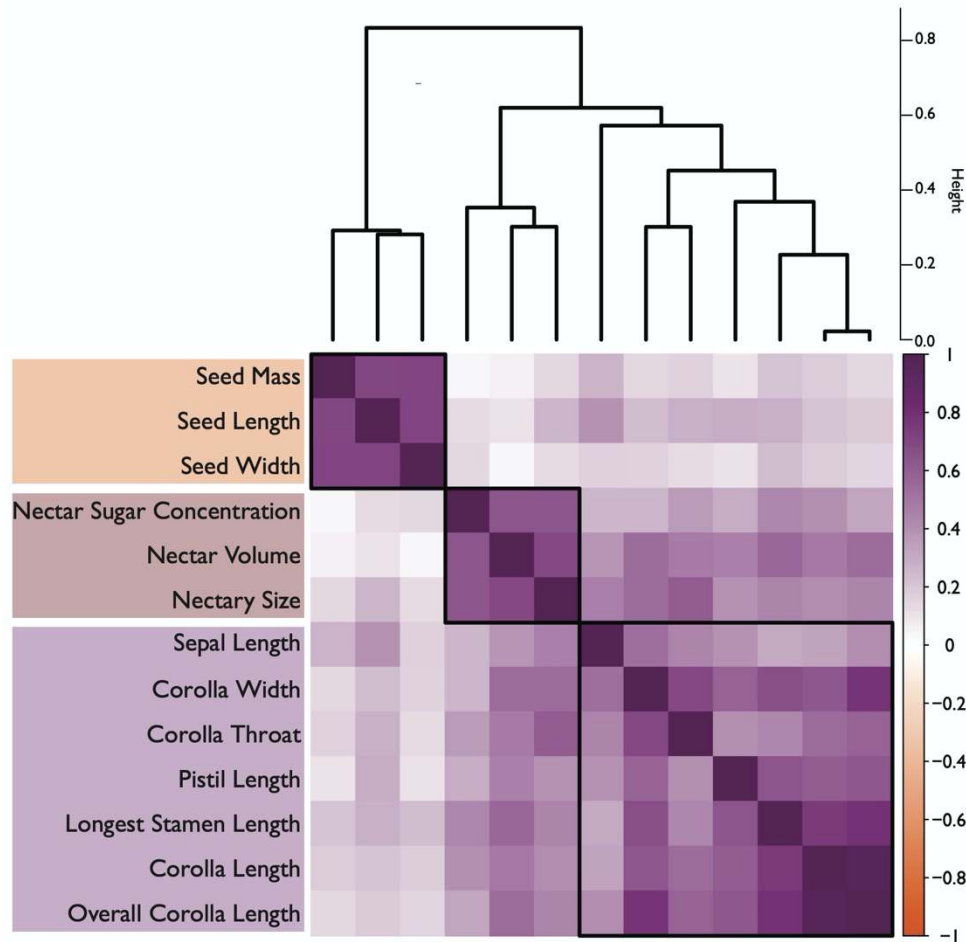 0.8
0.6
0.4
0.2
0.0
Height
Seed Mass
Seed Length
Seed Width
Nectar Sugar Concentration
Nectar Volume
Nectary Size
Sepal Length
Corolla Width
Corolla Throat
Pistil Length
Longest Stamen Length
Corolla Length
Overall Corolla Length
1
0.8
0.6
0.4
0.2
0
−0.2
−0.4
−0.6
−0.8
−1